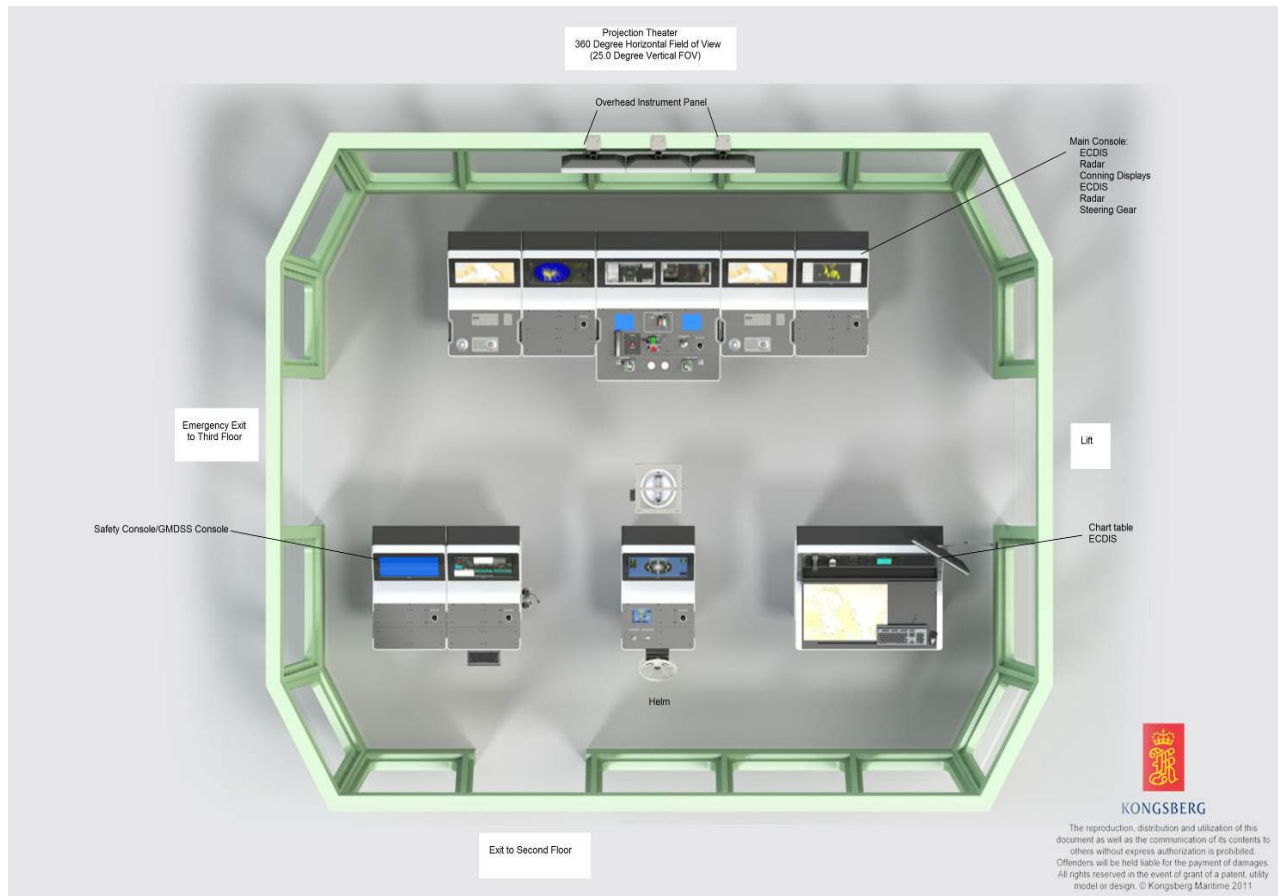 Projection Theater
360 Degree Horizontal Field of View
(25.0 Degree Vertical FOV)
Overhead Instrument Panel
Main Console:
ECDIS
Radar
Conning Displays
ECDIS
Radar
Steering Gear
Emergency Exit
to Third Floor
Lift
Safety Console/GMDSS Console
Chart table
ECDIS
Helm
Exit to Second Floor
KONGSBERG
The reproduction, distribution and utilization of this
document as well as the communication of its contents to
others without express authorization is prohibited.
Offenders will be held liable for the payment of damages.
All rights reserved in the event of grant of a patent, utility
model or design. © Kongsberg Maritime 2011